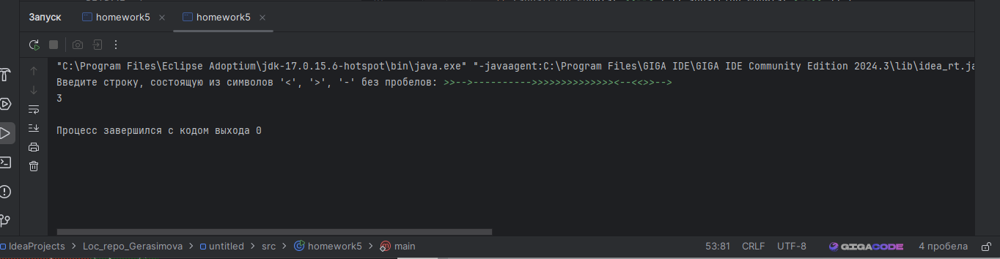 Запуск homework5 × homework5 ×
"C:\Program Files\Eclipse Adoptium\jdk-17.0.15.6-hotspot\bin\java.exe" "-javaagent:C:\Program Files\GIGA IDE\GIGA IDE Community Edition 2024.3\lib\idea_rt.ja
Введите строку, состоящую из символов '<', '>', '-' без пробелов: >>-->---------->>>>>>>>>>>>>><--<<>>-->
3
Процесс завершился с кодом выхода 0
IdeaProjects > Loc_repo_Gerasimova > untitled > src > homework5 > main 53:81 CRLF UTF-8 GIGACODE 4 пробела